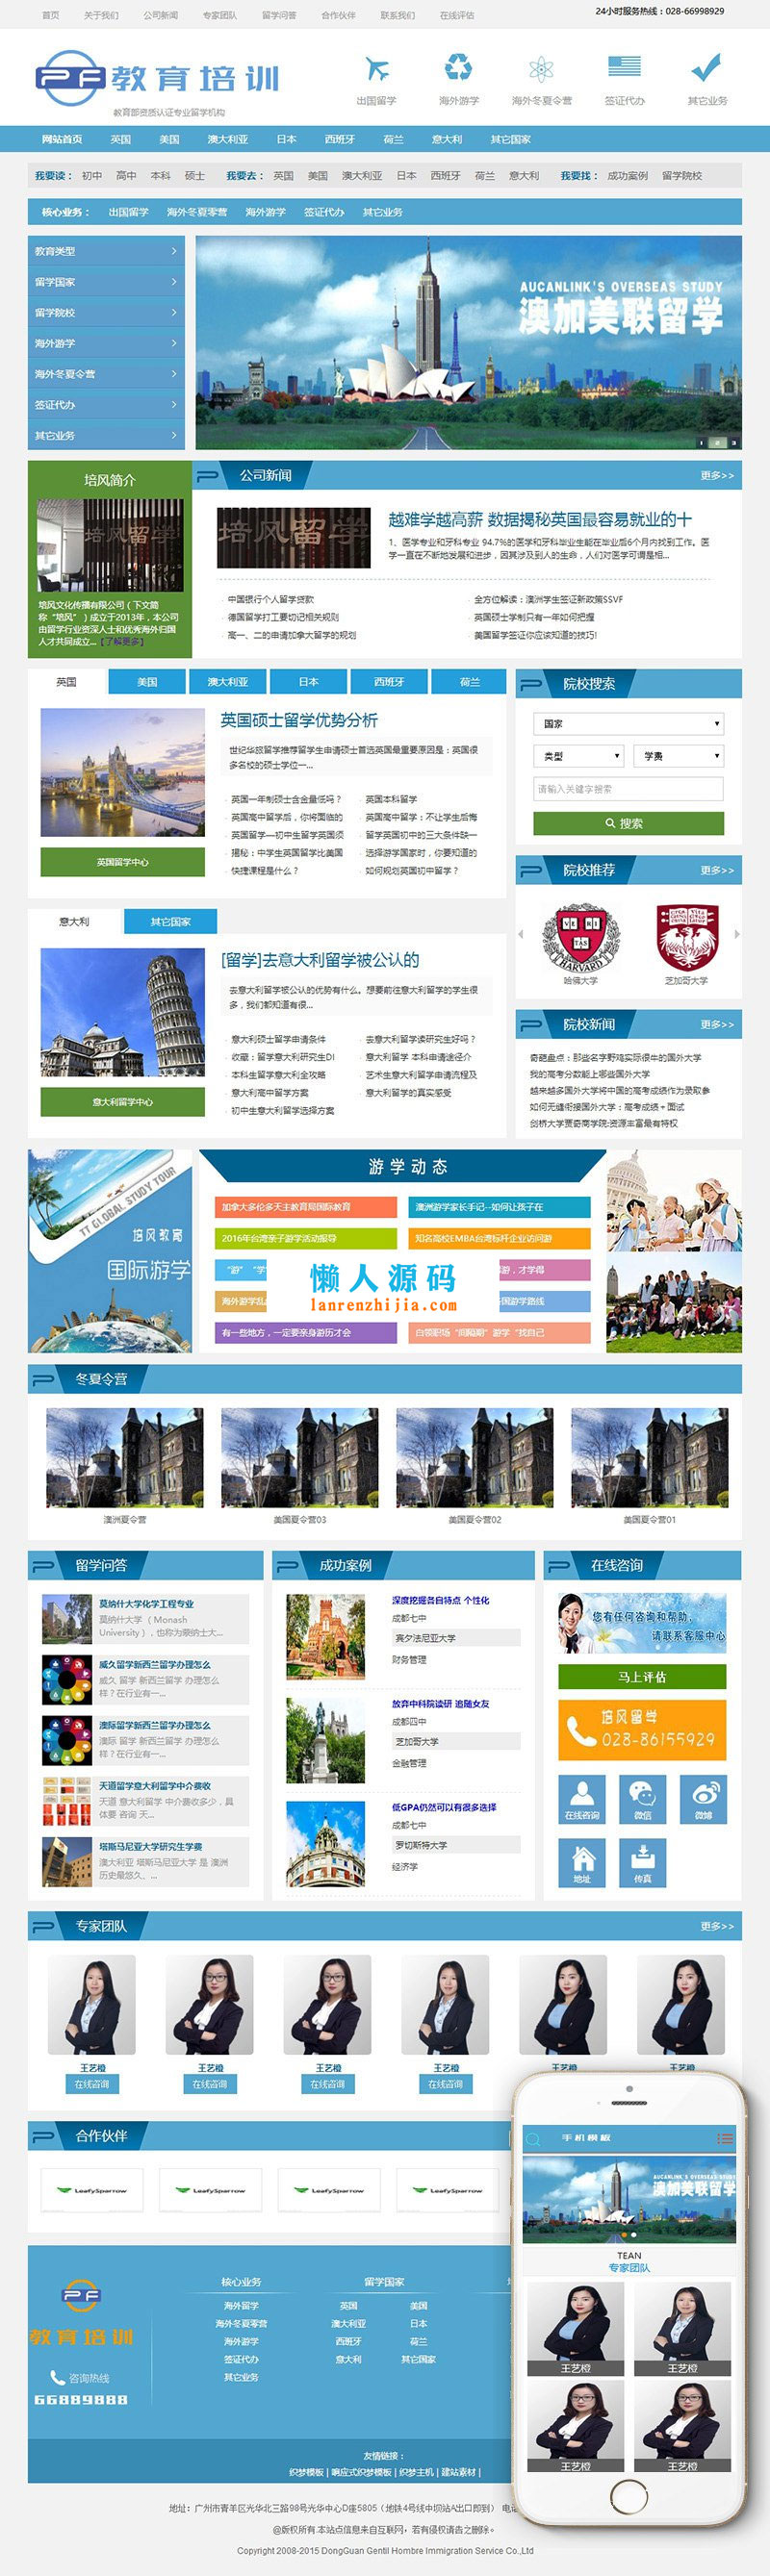 首页 关于我们 公司新闻 专家团队 留学问答 合作伙伴 联系我们 在线评估
24小时服务热线：028-66998929
PF 教育培训
教育部资质认证专业留学机构
出国留学 海外游学 海外冬夏令营 签证代办 其它业务
网站首页 英国 美国 澳大利亚 日本 西班牙 荷兰 意大利 其它国家
我要读： 初中 高中 本科 硕士 我要去： 英国 美国 澳大利亚 日本 西班牙 荷兰 意大利 我要找： 成功案例 留学院校
核心业务： 出国留学 海外冬夏零营 海外游学 签证代办 其它业务
教育类型
留学国家
留学院校
海外游学
海外冬夏令营
签证代办
其它业务
AUCANLINK'S OVERSEAS STUDY
澳加美联留学
1 2 3
培风简介
培风留学
培风文化传播有限公司（下文简
称“培风”）成立于2013年，本公司
由留学行业资深人士和优秀海外归国
人才共同成立...【了解更多】
公司新闻 更多>>
培风留学
越难学越高薪 数据揭秘英国最容易就业的十
1、医学专业和牙科专业 94.7%的医学和牙科毕业生能在毕业后6个月内找到工作。医
学一直在不断地发展和进步，因其涉及到人的生命，人们对医学可谓是相...
中国银行个人留学贷款
全方位解读：澳洲学生签证新政策SSVF
德国留学打工要切记相关规则
英国硕士学制只有一年如何把握
高一、二的申请加拿大留学的规划
美国留学签证你应该知道的技巧!
英国 美国 澳大利亚 日本 西班牙 荷兰
英国硕士留学优势分析
世纪华旅留学推荐留学生申请硕士首选英国最重要原因是：英国很
多名校的硕士学位一...
英国一年制硕士含金量低吗？
英国本科留学
英国高中留学后，你将面临的
英国高中留学：不让学生后悔
英国留学—初中生留学英国须
留学英国初中的三大条件缺一
揭秘：中学生英国留学比美国
选择游学国家时，你要知道的
快捷课程是什么？
如何规划英国初中留学？
英国留学中心
院校搜索
国家
类型 学费
请输入关键字搜索
搜索
院校推荐 更多>>
VE RI TAS
HARVARD
哈佛大学 芝加哥大学
意大利 其它国家
[留学]去意大利留学被公认的
去意大利留学被公认的优势有什么。想要前往意大利留学的学生很
多，我们都知道有很...
意大利硕士留学申请条件
去意大利留学读研究生好吗？
收藏：留学意大利研究生DI
意大利留学 本科申请途径介
本科生留学意大利全攻略
艺术生意大利留学申请流程及
意大利高中留学方案
意大利留学的真实感受
初中生意大利留学选择方案
意大利留学中心
院校新闻 更多>>
奇葩盘点：那些名字野鸡实际很牛的国外大学
我的高考分数能上哪些国外大学
越来越多国外大学将中国的高考成绩作为录取参
如何无缝衔接国外大学：高考成绩＋面试
剑桥大学贾奇商学院:资源丰富最有特权
TT GLOBAL STUDY TOUR
培风教育
国际游学
游学动态
加拿大多伦多天主教育局国际教育
澳洲游学家长手记--如何让孩子在
2016年台湾亲子游学活动报导
知名高校EMBA台湾标杆企业访问游
“游” “学
游，才学得
海外游学乱
国游学路线
有一些地方，一定要亲身游历才会
白领职场“间隔期”游学“找自己
懒人源码
lanrenzhijia.com
冬夏令营
澳洲夏令营 美国夏令营03 美国夏令营02 美国夏令营01
留学问答
莫纳什大学化学工程专业
莫纳什大学（ Monash
University ），也称为蒙纳士大...
威久留学新西兰留学办理怎么
威久 留学 新西兰留学 办理怎么
样？在行业有一...
澳际留学新西兰留学办理怎么
澳际 留学 新西兰留学 办理怎么
样？在行业有一...
天道留学意大利留学中介费收
天道 意大利留学 中介费收多少，具
体要 咨询 天...
塔斯马尼亚大学研究生学费
澳大利亚 塔斯马尼亚大学 是 澳洲
历史最悠久、...
成功案例
深度挖掘各自特点 个性化
成都七中
宾夕法尼亚大学
财务管理
放弃中科院读研 追随女友
成都四中
芝加哥大学
金融管理
低GPA仍然可以有很多选择
成都七中
罗切斯特大学
经济学
在线咨询
您有任何咨询和帮助，
请联系客服中心
马上评估
培风留学
028-86155929
在线咨询 微信 微博
地址 传真
专家团队 更多>>
王艺橙 王艺橙 王艺橙 王艺橙 王艺橙 王艺橙
在线咨询 在线咨询 在线咨询 在线咨询
合作伙伴
LeafySparrow LeafySparrow LeafySparrow LeafySparrow
手机模板
AUCANLINK'S OVERSEAS STUDY
澳加美联留学
TEAN
专家团队
王艺橙 王艺橙
王艺橙 王艺橙
PF
教育培训
咨询热线
66889888
核心业务
海外留学
海外冬夏零营
海外游学
签证代办
其它业务
留学国家
英国 美国
澳大利亚 日本
西班牙 荷兰
意大利 其它国家
友情链接：
织梦模板 | 响应式织梦模板 | 织梦主机 | 建站素材 |
地址：广州市青羊区光华北三路98号光华中心D座5805（地铁4号线中坝站A出口即到） 电话
@版权所有.本站点信息来自互联网，若有侵权请告之删除。
Copyright 2008-2015 DongGuan Gentil Hombre Immigration Service Co.,Ltd